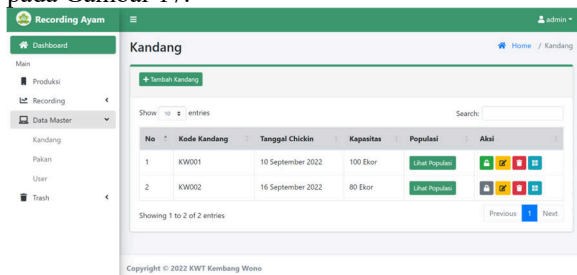 pada Gambar 17.
Recording Ayam
admin
Dashboard
Kandang
Home / Kandang
Main
Produksi
Tambah Kandang
Recording
Show 10 entries
Search:
Data Master
No Kode Kandang Tanggal Chickin Kapasitas Populasi Aksi
Kandang
1 KW001 10 September 2022 100 Ekor Lihat Populasi
Pakan
User
2 KW002 16 September 2022 80 Ekor Lihat Populasi
Trash
Showing 1 to 2 of 2 entries
Previous 1 Next
Copyright © 2022 KWT Kembang Wono